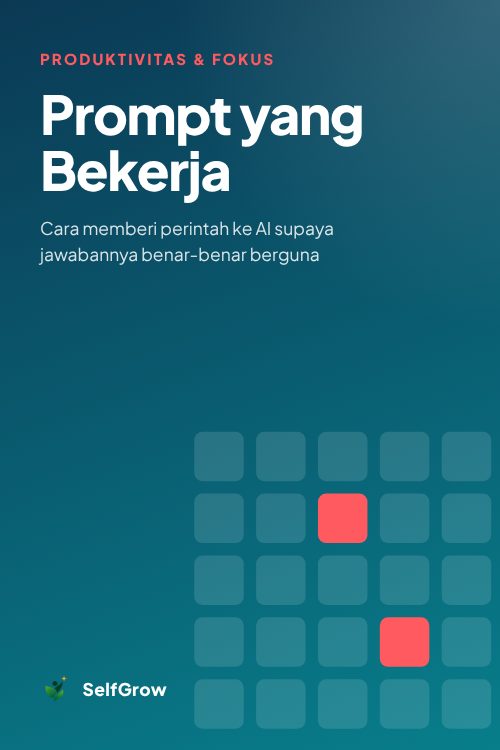 PRODUKTIVITAS & FOKUS
Prompt yang
Bekerja
Cara memberi perintah ke AI supaya
jawabannya benar-benar berguna
SelfGrow